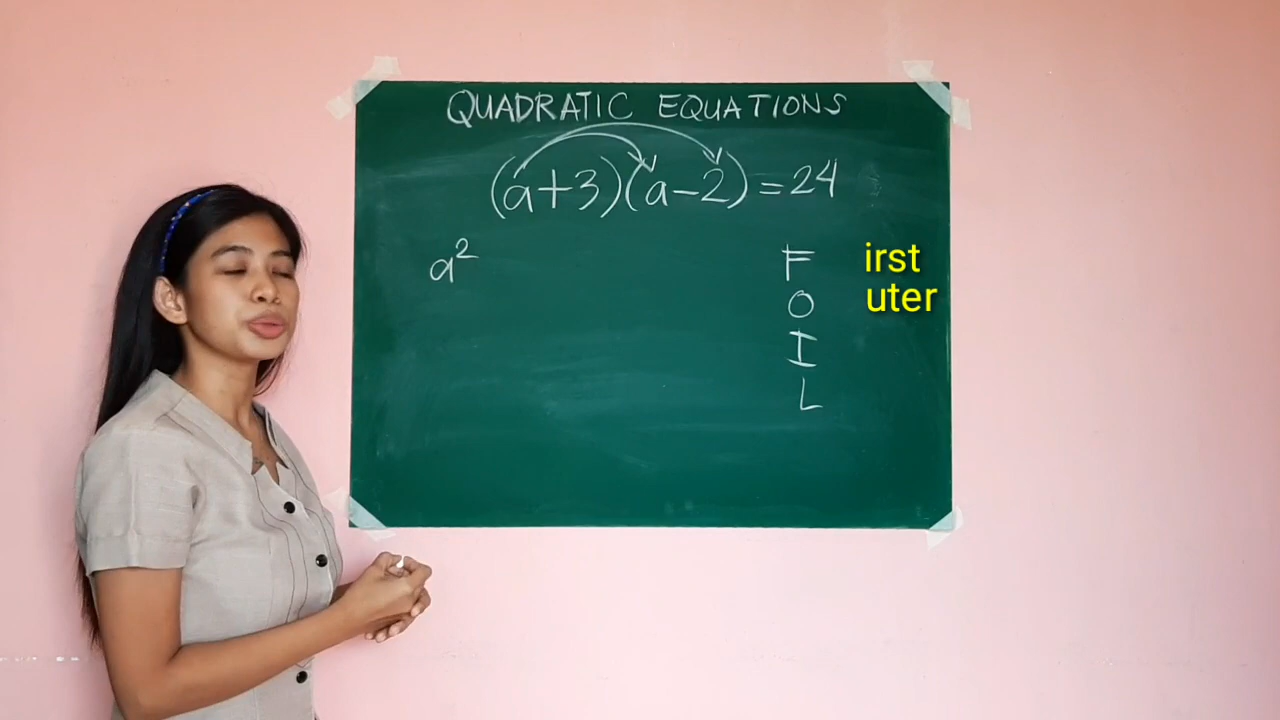 QUADRATIC EQUATIONS
(a+3)(a-2)=24
a²
F irst
O uter
I
L